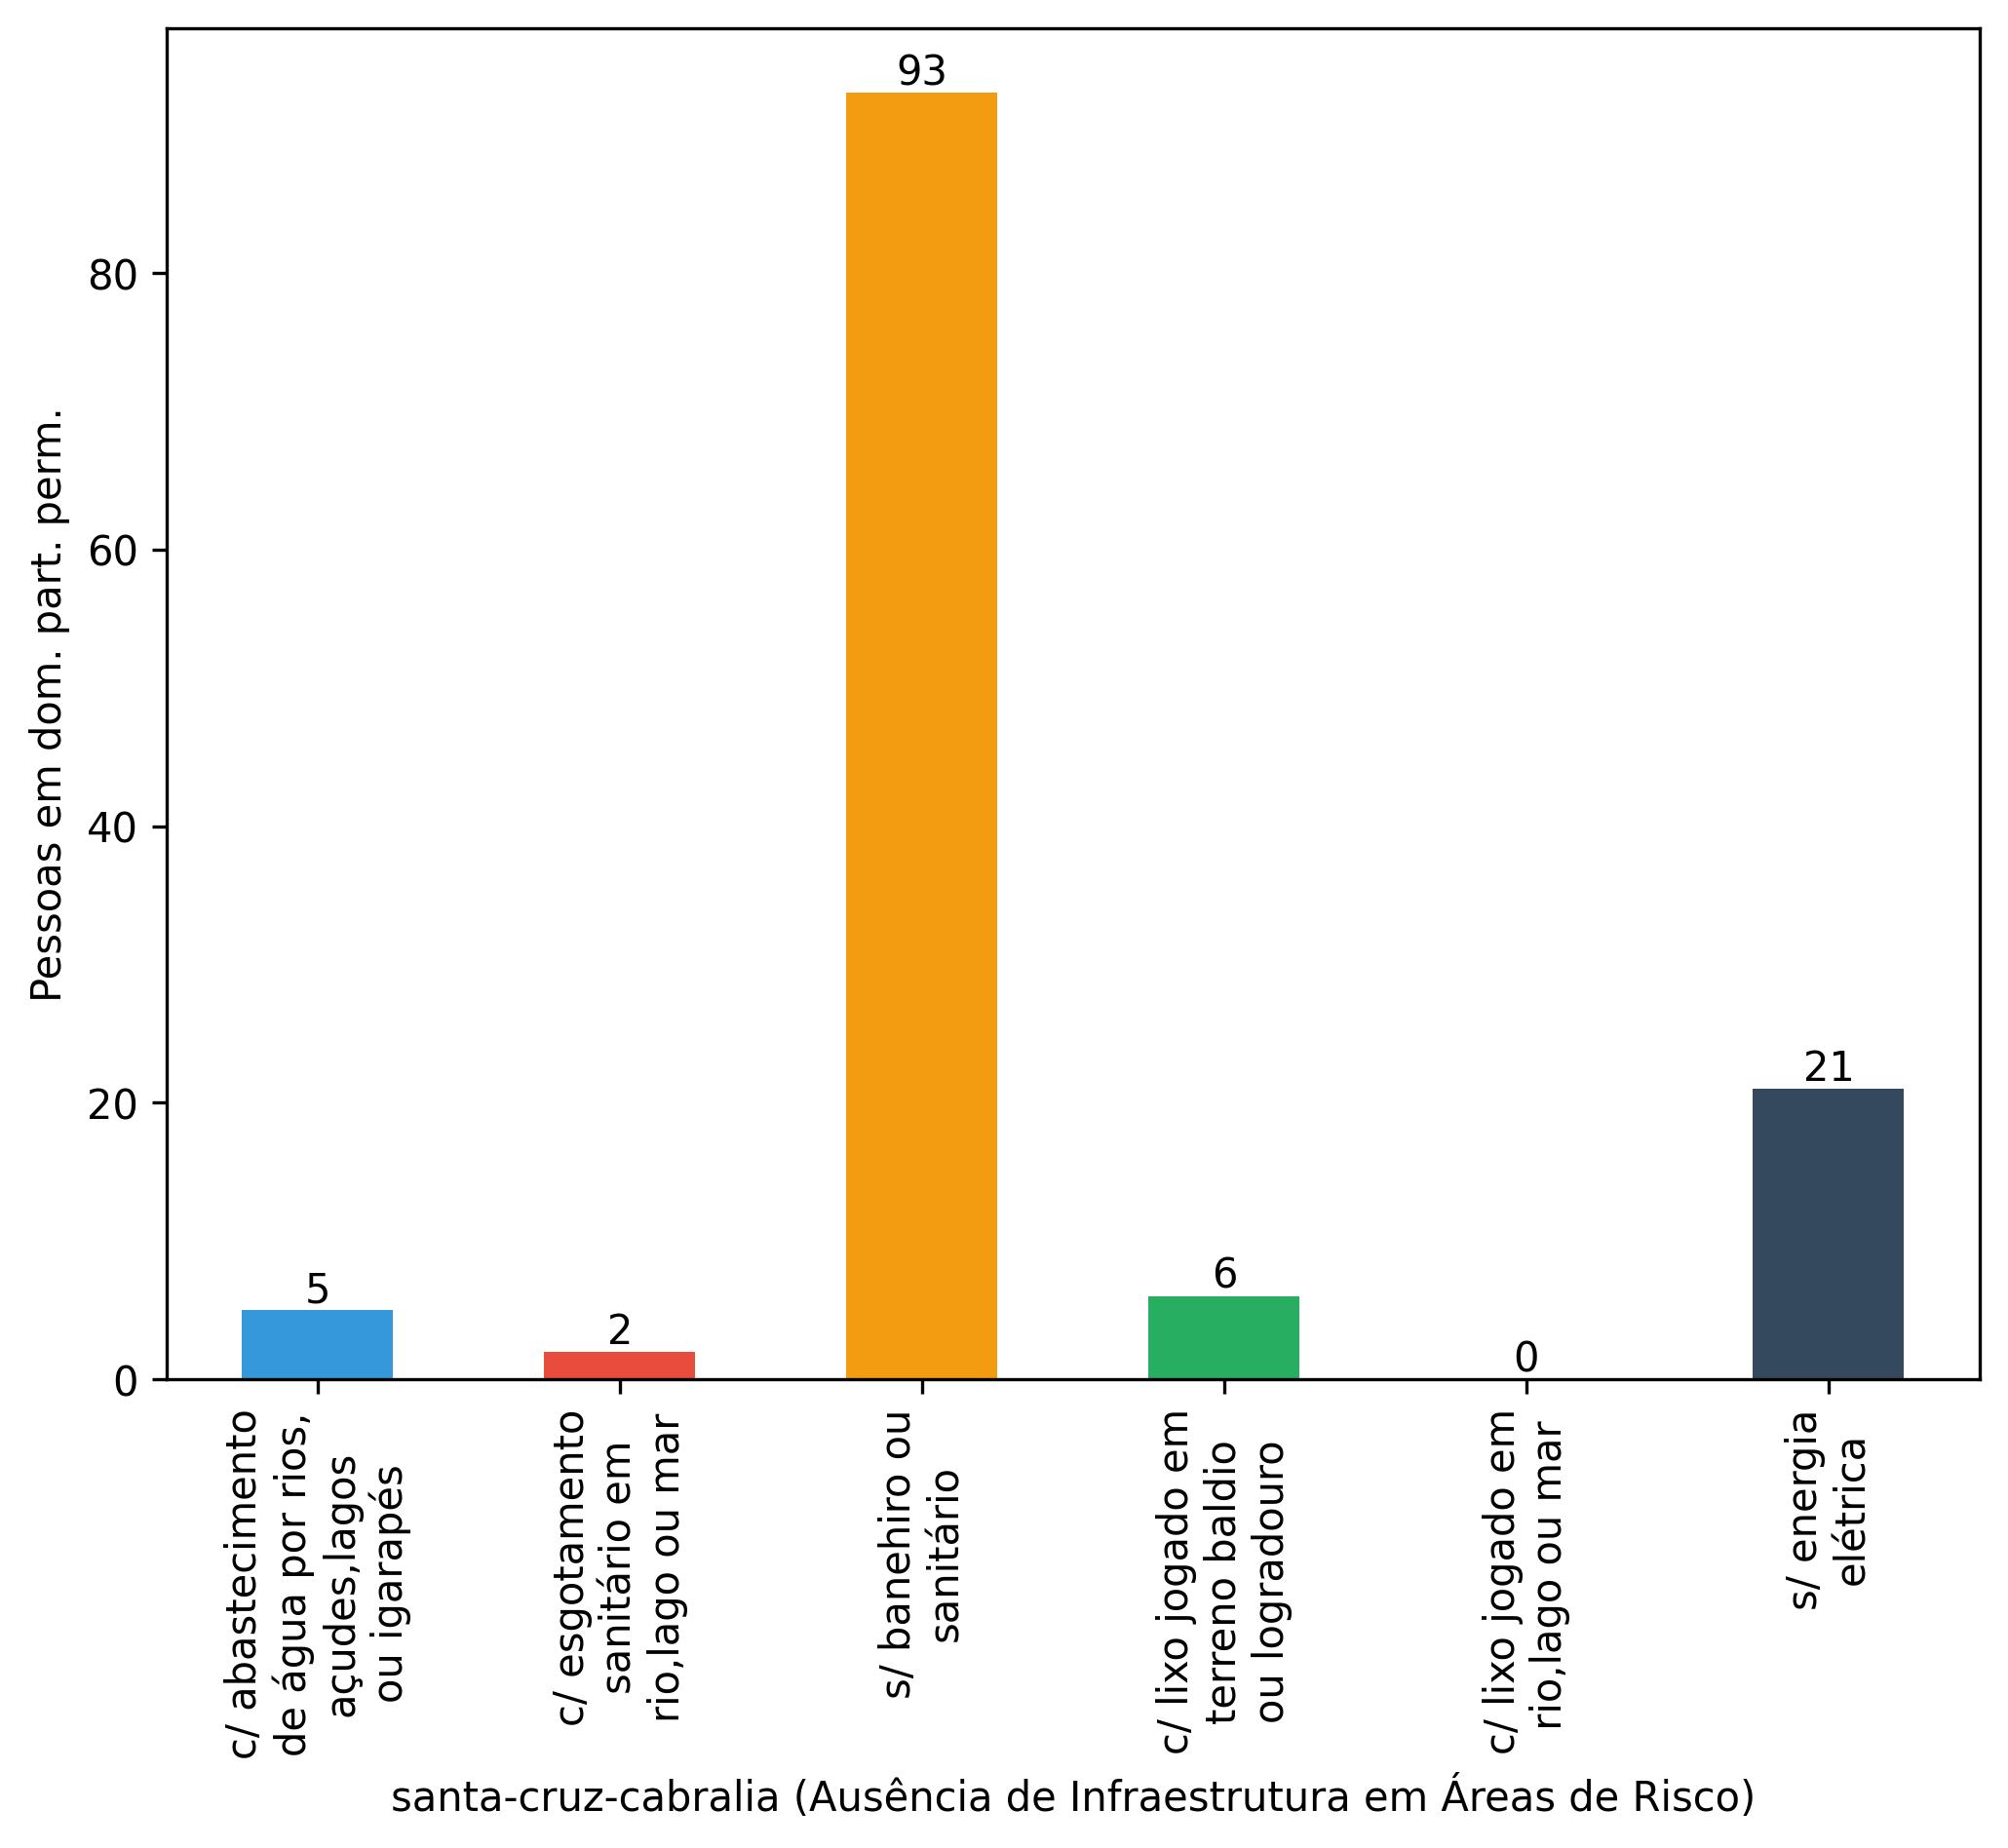 93
80
60
40
20
0
21
6
5
2
0
Pessoas em dom. part. perm.
c/ abastecimento
de água por rios,
açudes,lagos
ou igarapés
c/ esgotamento
sanitário em
rio,lago ou mar
s/ banehiro ou
sanitário
c/ lixo jogado em
terreno baldio
ou logradouro
c/ lixo jogado em
rio,lago ou mar
s/ energia
elétrica
santa-cruz-cabralia (Ausência de Infraestrutura em Áreas de Risco)